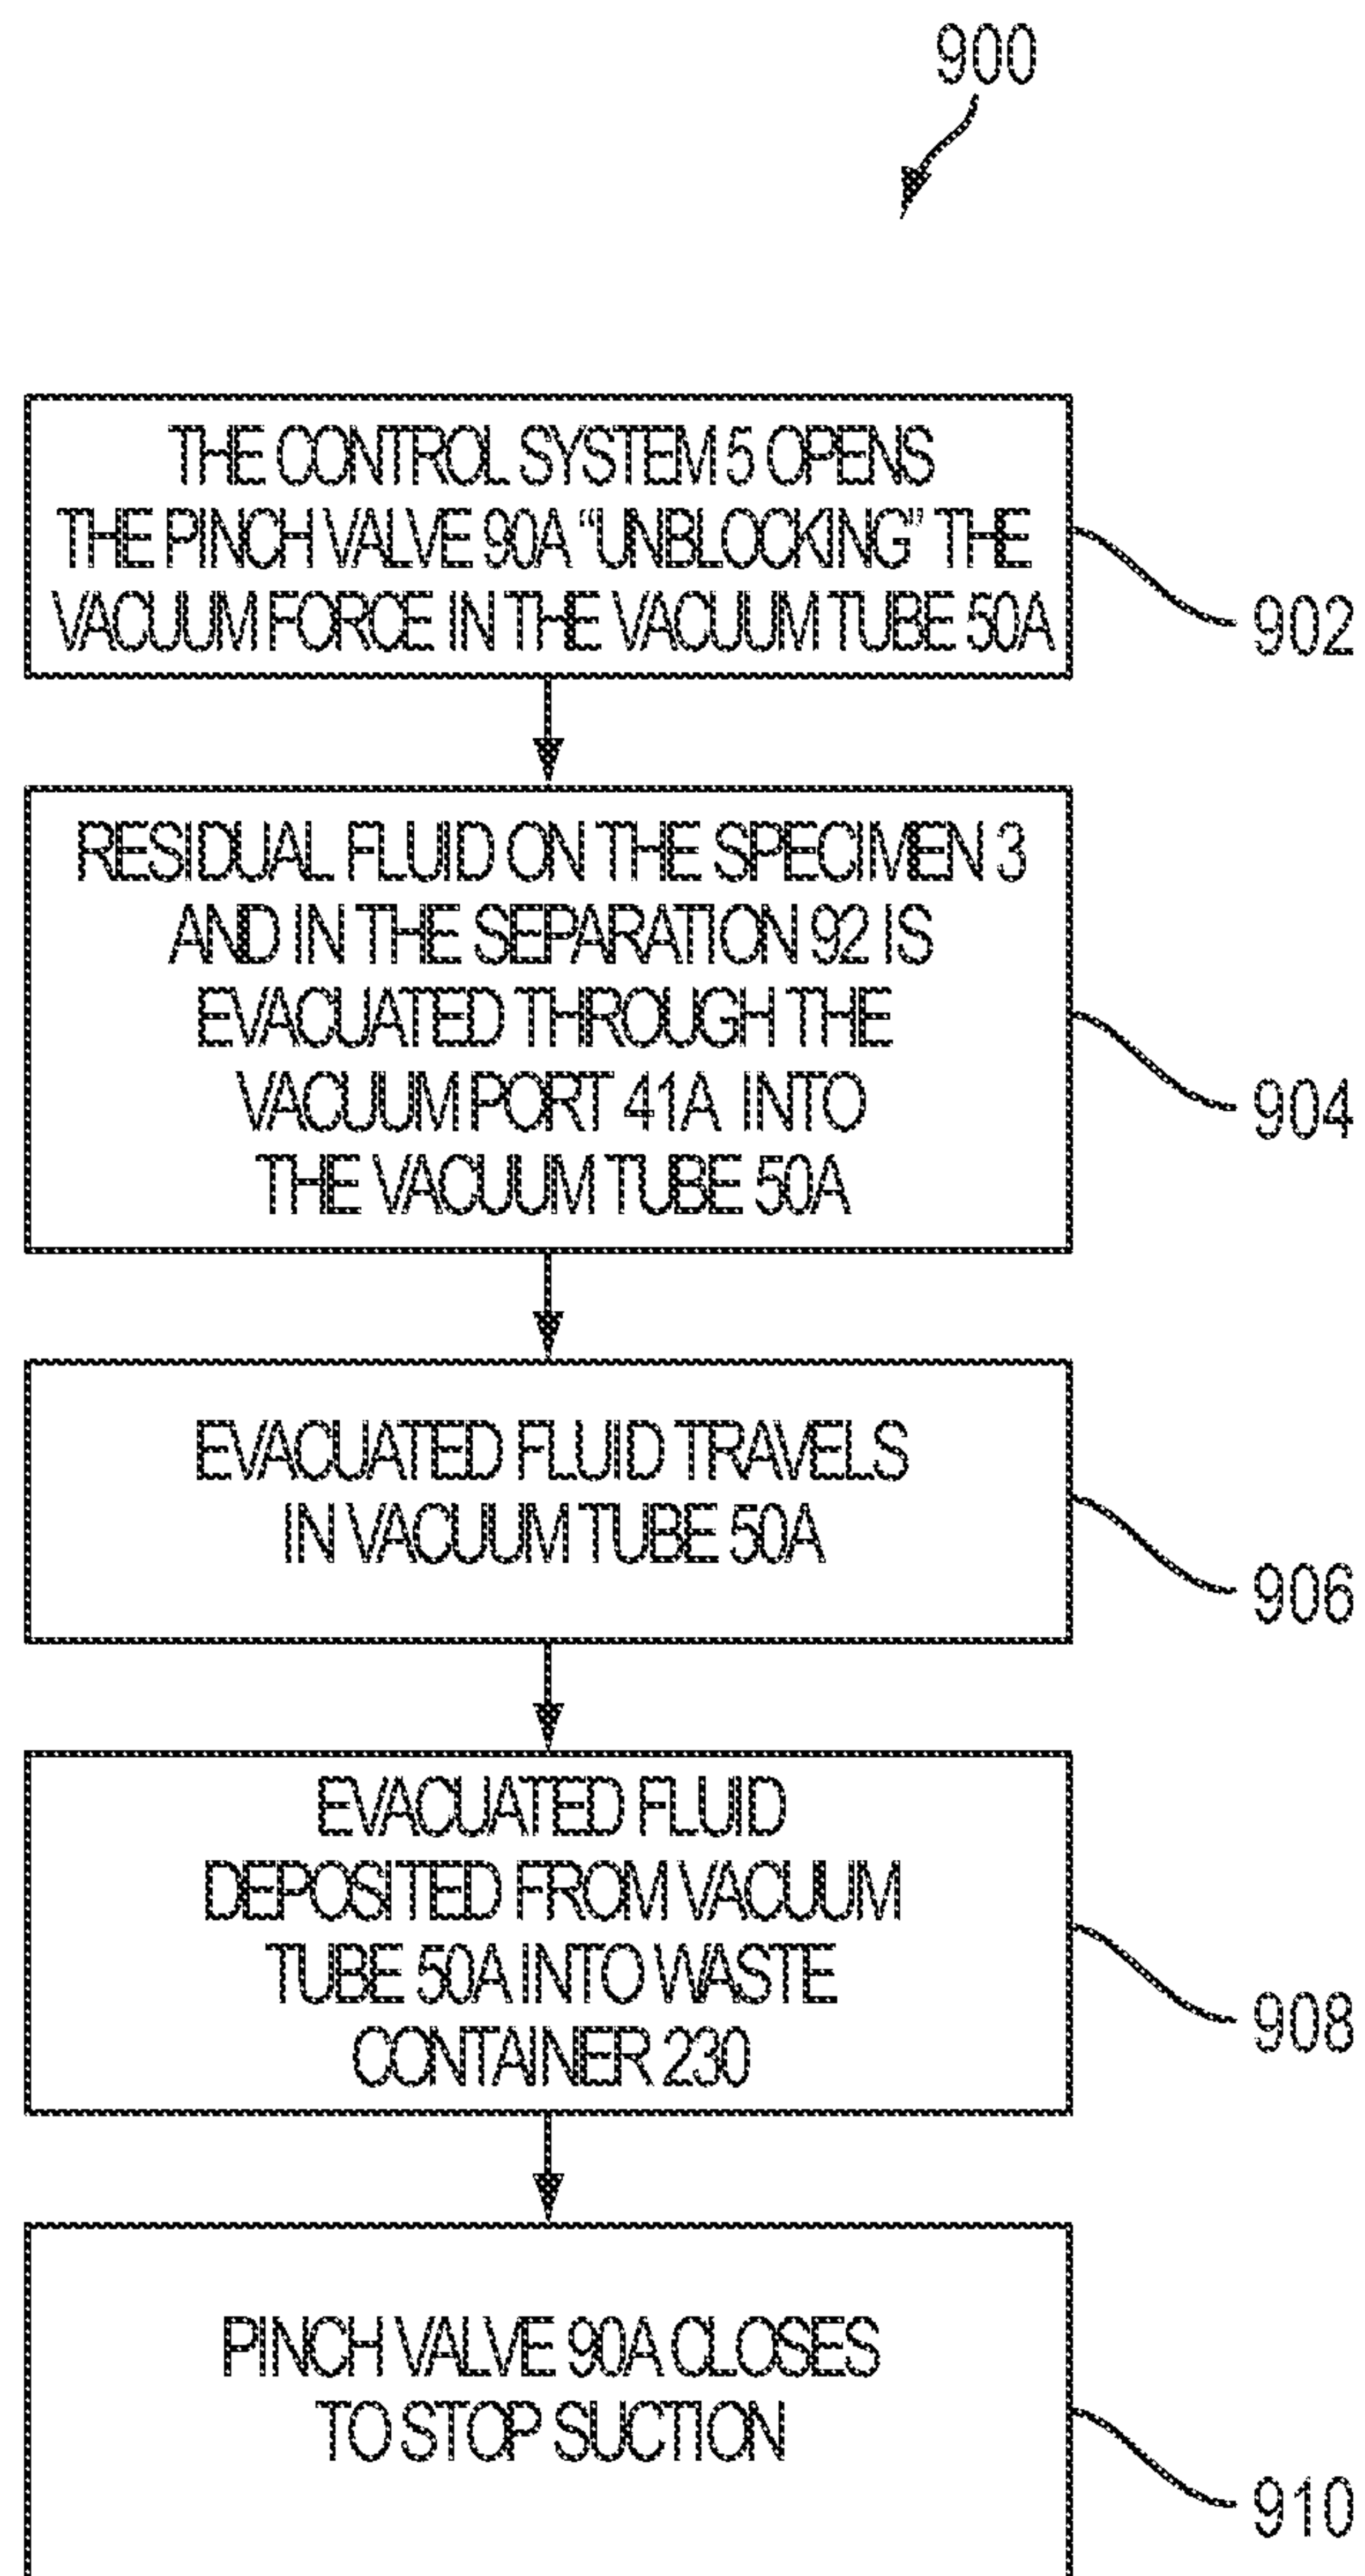 900
THE CONTROL SYSTEM 5 OPENS
THE PINCH VALVE 90A “UNBLOCKING” THE
VACUUM FORCE IN THE VACUUM TUBE 50A
902
RESIDUAL FLUID ON THE SPECIMEN 3
AND IN THE SEPARATION 92 IS
EVACUATED THROUGH THE
VACUUM PORT 41A INTO
THE VACUUM TUBE 50A
904
EVACUATED FLUID TRAVELS
IN VACUUM TUBE 50A
906
EVACUATED FLUID
DEPOSITED FROM VACUUM
TUBE 50A INTO WASTE
CONTAINER 230
908
PINCH VALVE 90A CLOSES
TO STOP SUCTION
910